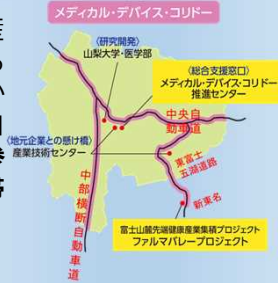 メディカル・デバイス・コリドー
〈研究開発〉
山梨大学・医学部
〈総合支援窓口〉
メディカル・デバイス・コリドー
推進センター
中央自動車道
〈地元企業との懸け橋〉
産業技術センター
東富士
五湖道路
中部横断自動車道
新東名
富士山麓先端健康産業集積プロジェクト
ファルマバレープロジェクト